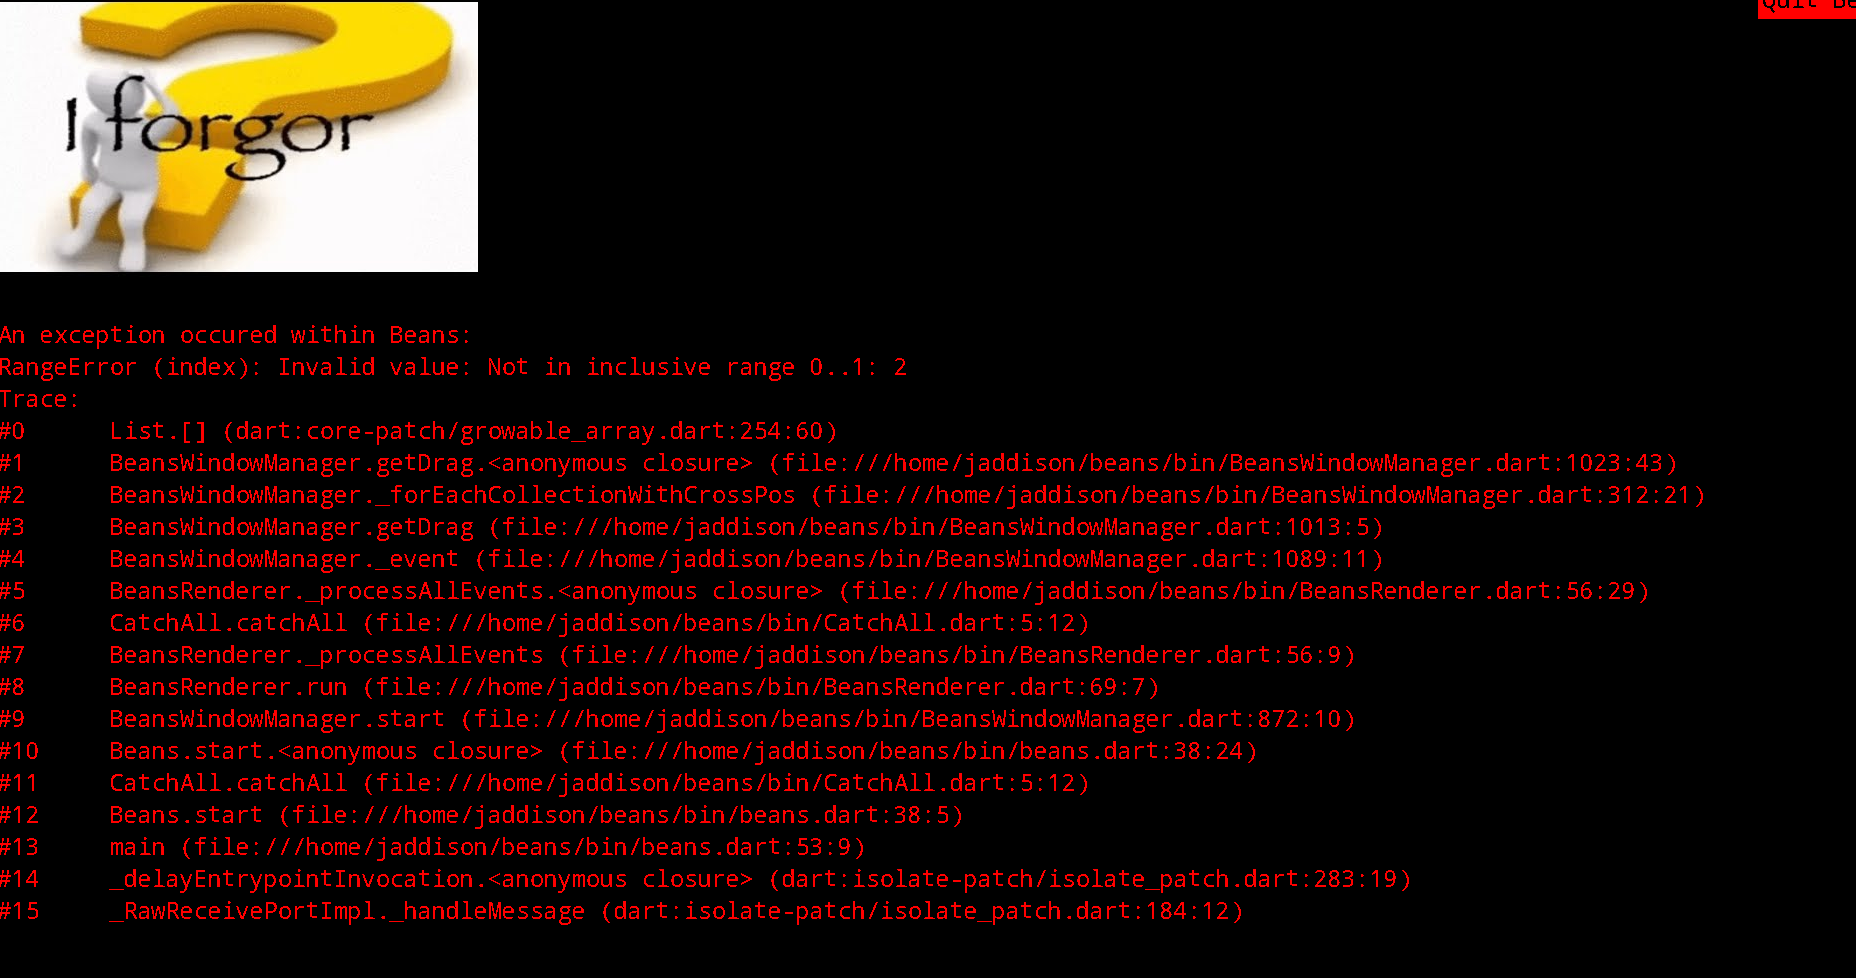 Quit Be
I forgor
An exception occured within Beans:
RangeError (index): Invalid value: Not in inclusive range 0..1: 2
Trace:
#0 List.[] (dart:core-patch/growable_array.dart:254:60)
#1 BeansWindowManager.getDrag.<anonymous closure> (file:///home/jaddison/beans/bin/BeansWindowManager.dart:1023:43)
#2 BeansWindowManager._forEachCollectionWithCrossPos (file:///home/jaddison/beans/bin/BeansWindowManager.dart:312:21)
#3 BeansWindowManager.getDrag (file:///home/jaddison/beans/bin/BeansWindowManager.dart:1013:5)
#4 BeansWindowManager._event (file:///home/jaddison/beans/bin/BeansWindowManager.dart:1089:11)
#5 BeansRenderer._processAllEvents.<anonymous closure> (file:///home/jaddison/beans/bin/BeansRenderer.dart:56:29)
#6 CatchAll.catchAll (file:///home/jaddison/beans/bin/CatchAll.dart:5:12)
#7 BeansRenderer._processAllEvents (file:///home/jaddison/beans/bin/BeansRenderer.dart:56:9)
#8 BeansRenderer.run (file:///home/jaddison/beans/bin/BeansRenderer.dart:69:7)
#9 BeansWindowManager.start (file:///home/jaddison/beans/bin/BeansWindowManager.dart:872:10)
#10 Beans.start.<anonymous closure> (file:///home/jaddison/beans/bin/beans.dart:38:24)
#11 CatchAll.catchAll (file:///home/jaddison/beans/bin/CatchAll.dart:5:12)
#12 Beans.start (file:///home/jaddison/beans/bin/beans.dart:38:5)
#13 main (file:///home/jaddison/beans/bin/beans.dart:53:9)
#14 _delayEntrypointInvocation.<anonymous closure> (dart:isolate-patch/isolate_patch.dart:283:19)
#15 _RawReceivePortImpl._handleMessage (dart:isolate-patch/isolate_patch.dart:184:12)